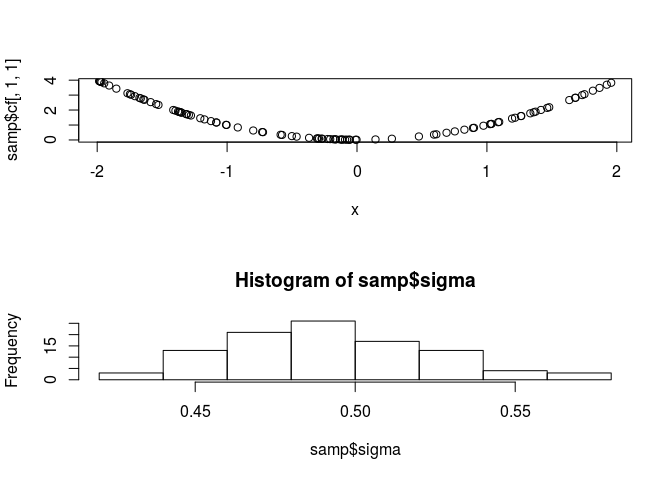 samp$cf[, 1, 1]
4
2
0
-2 -1 0 1 2
x
Histogram of samp$sigma
Frequency
15
0
0.45 0.50 0.55
samp$sigma